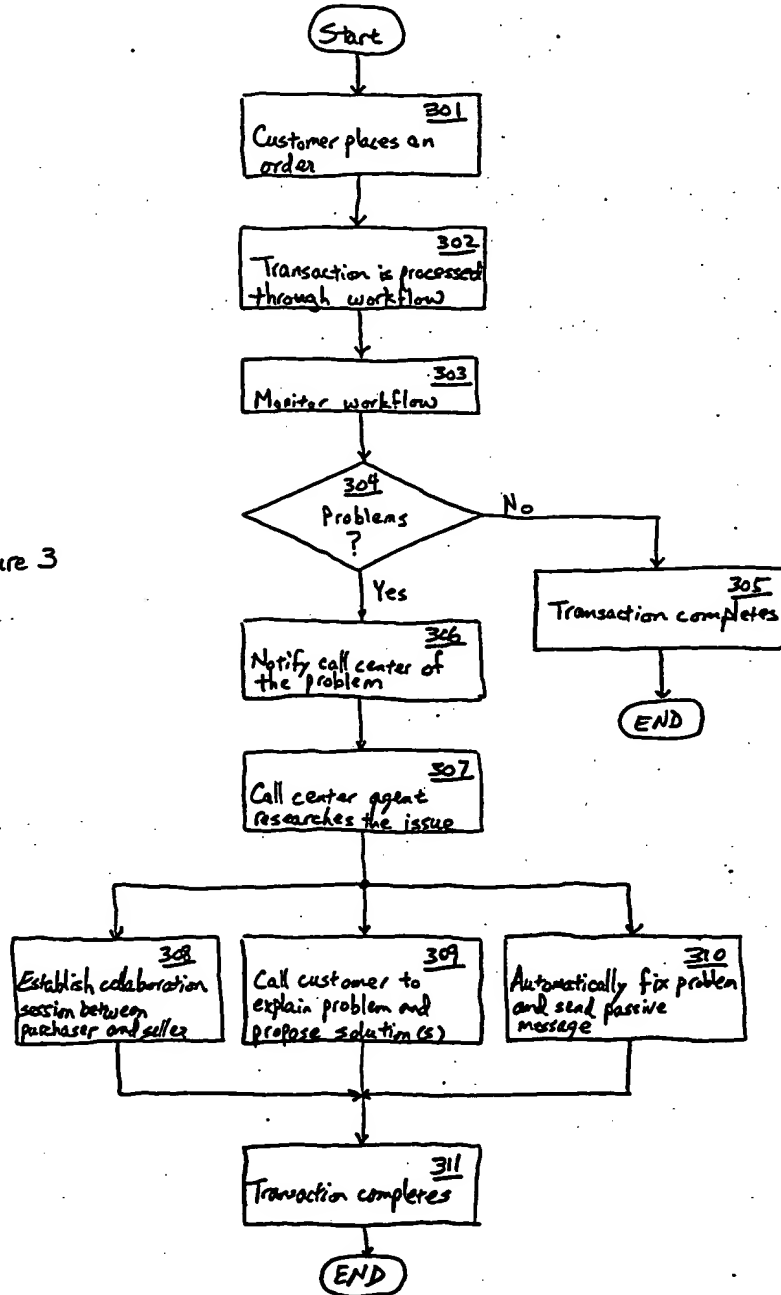 Start
301
Customer places an
order
302
Transaction is processed
through workflow
303
Monitor workflow
304
Problems
?
No
Yes
ure 3
305
Transaction completes
END
306
Notify call center of
the problem
307
Call center agent
researches the issue
308
Establish collaboration
session between
purchaser and seller
309
Call customer to
explain problem and
propose solution(s)
310
Automatically fix problem
and send passive
message
311
Transaction completes
END